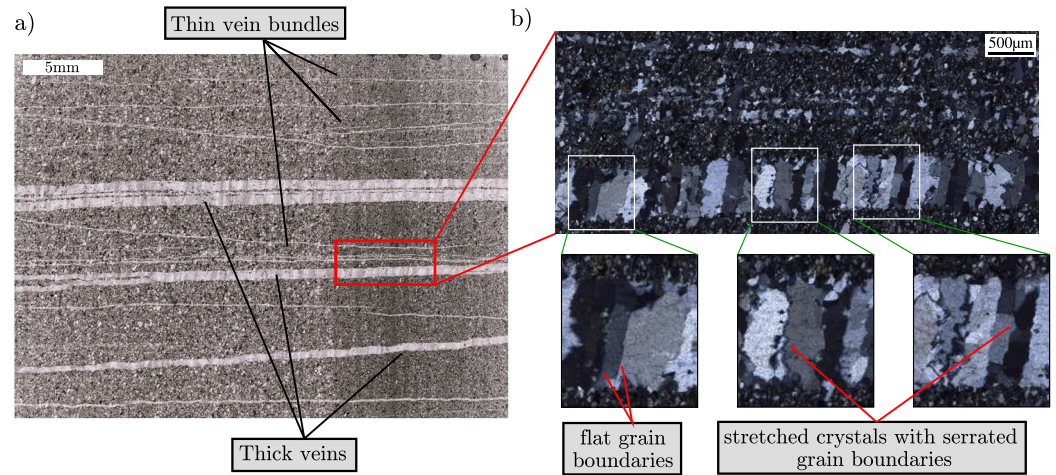 a)
Thin vein bundles
5mm
Thick veins
b)
500μm
flat grain
boundaries
stretched crystals with serrated
grain boundaries